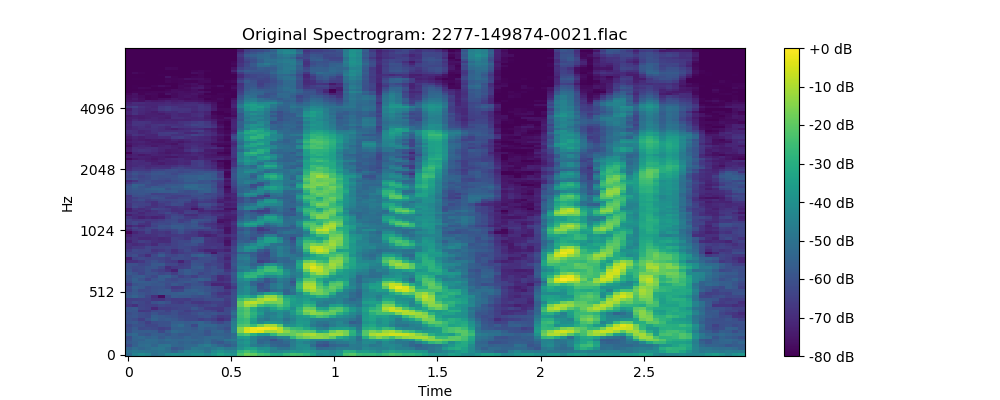 Original Spectrogram: 2277-149874-0021.flac
Hz
4096
2048
1024
512
0
0
0.5
1
1.5
2
2.5
Time
+0 dB
-10 dB
-20 dB
-30 dB
-40 dB
-50 dB
-60 dB
-70 dB
-80 dB